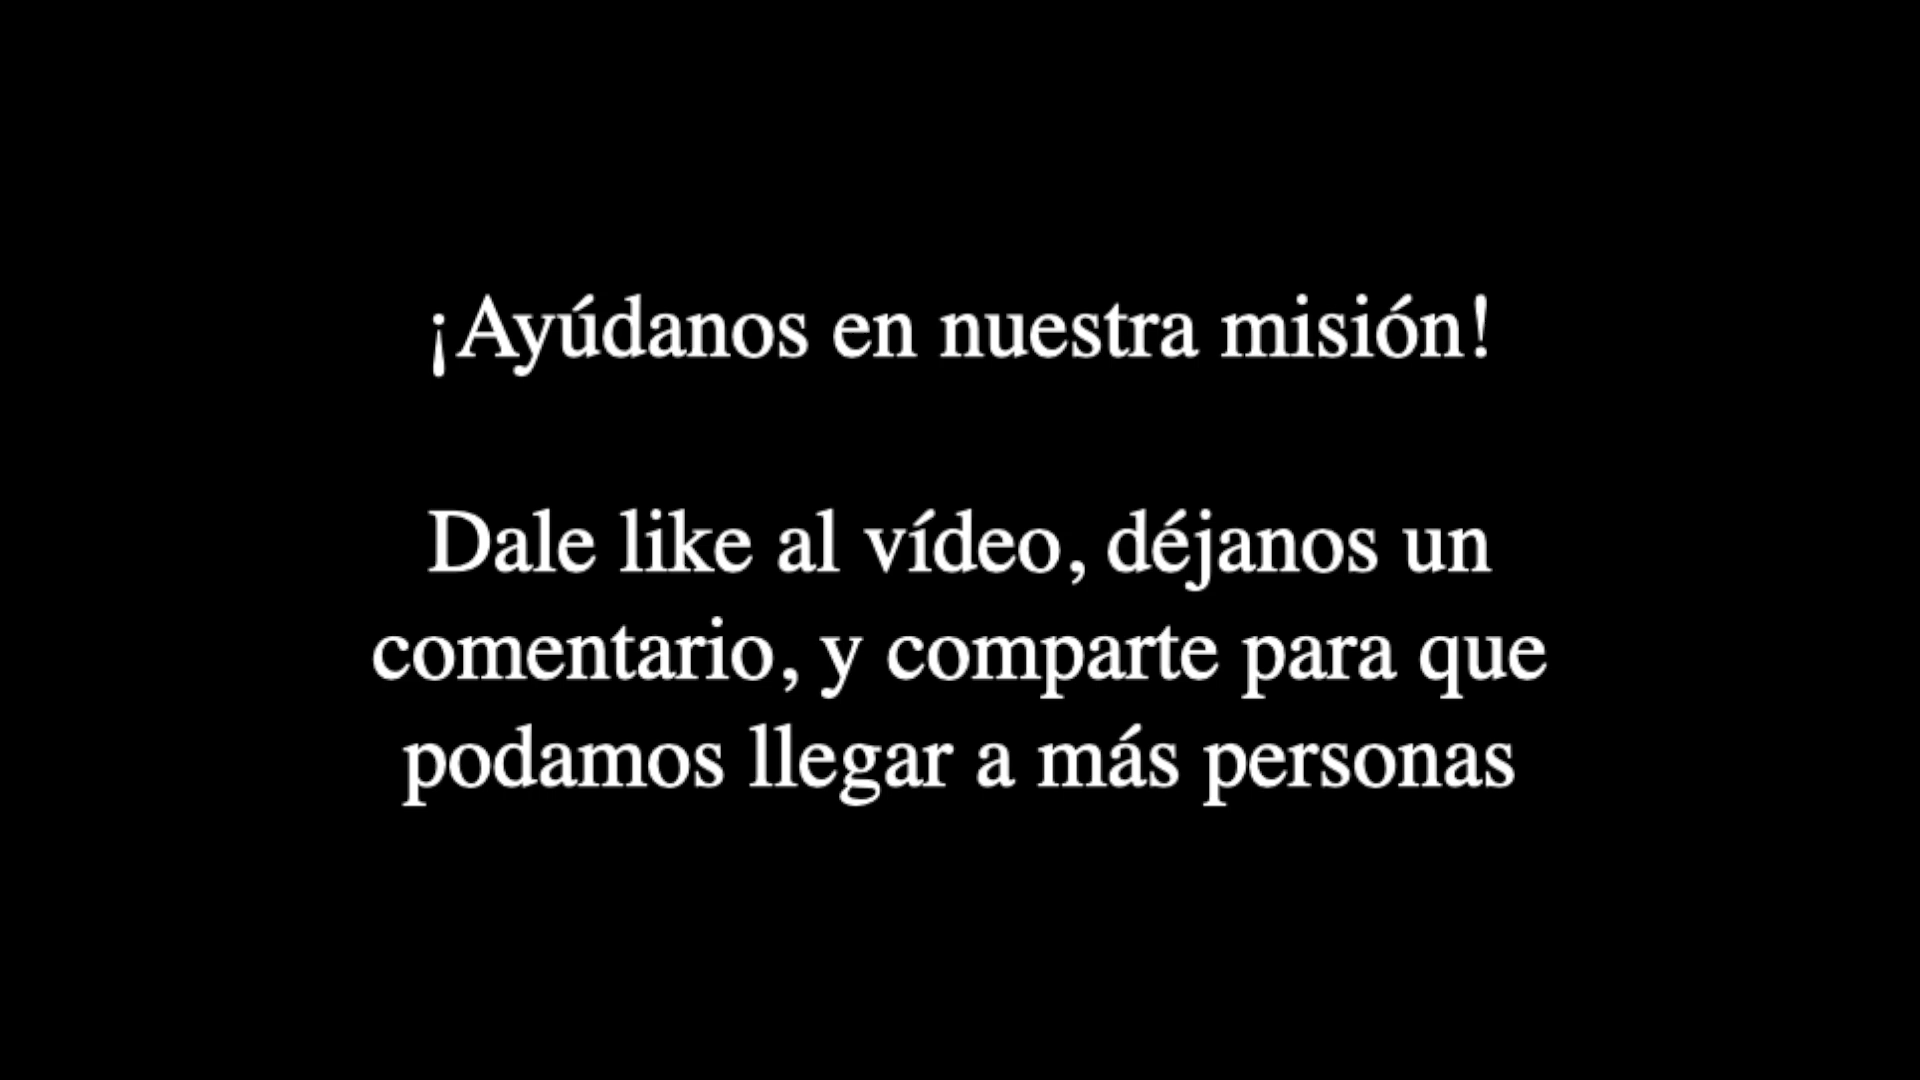 ¡Ayúdanos en nuestra misión!
Dale like al vídeo, déjanos un
comentario, y comparte para que
podamos llegar a más personas